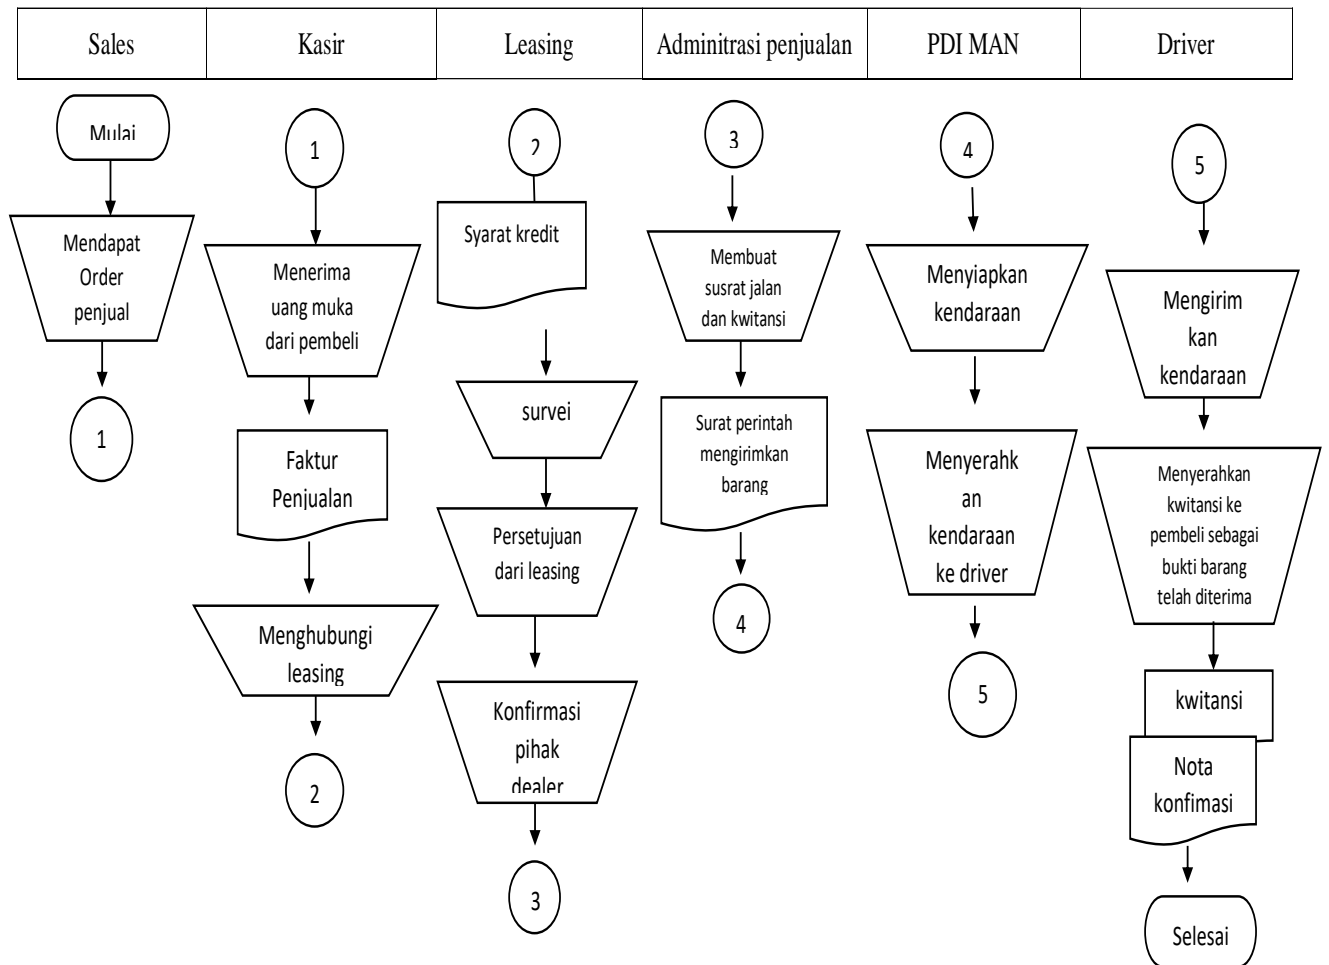 Sales
Kasir
Leasing
Adminitrasi penjualan
PDI MAN
Driver
Mulai
Mendapat
Order
penjual
1
1
Menerima
uang muka
dari pembeli
Faktur
Penjualan
Menghubungi
leasing
2
2
Syarat kredit
survei
Persetujuan
dari leasing
Konfirmasi
pihak
dealer
3
3
Membuat
susrat jalan
dan kwitansi
Surat perintah
mengirimkan
barang
4
4
Menyiapkan
kendaraan
Menyerahk
an
kendaraan
ke driver
5
5
Mengirim
kan
kendaraan
Menyerahkan
kwitansi ke
pembeli sebagai
bukti barang
telah diterima
kwitansi
Nota
konfimasi
Selesai